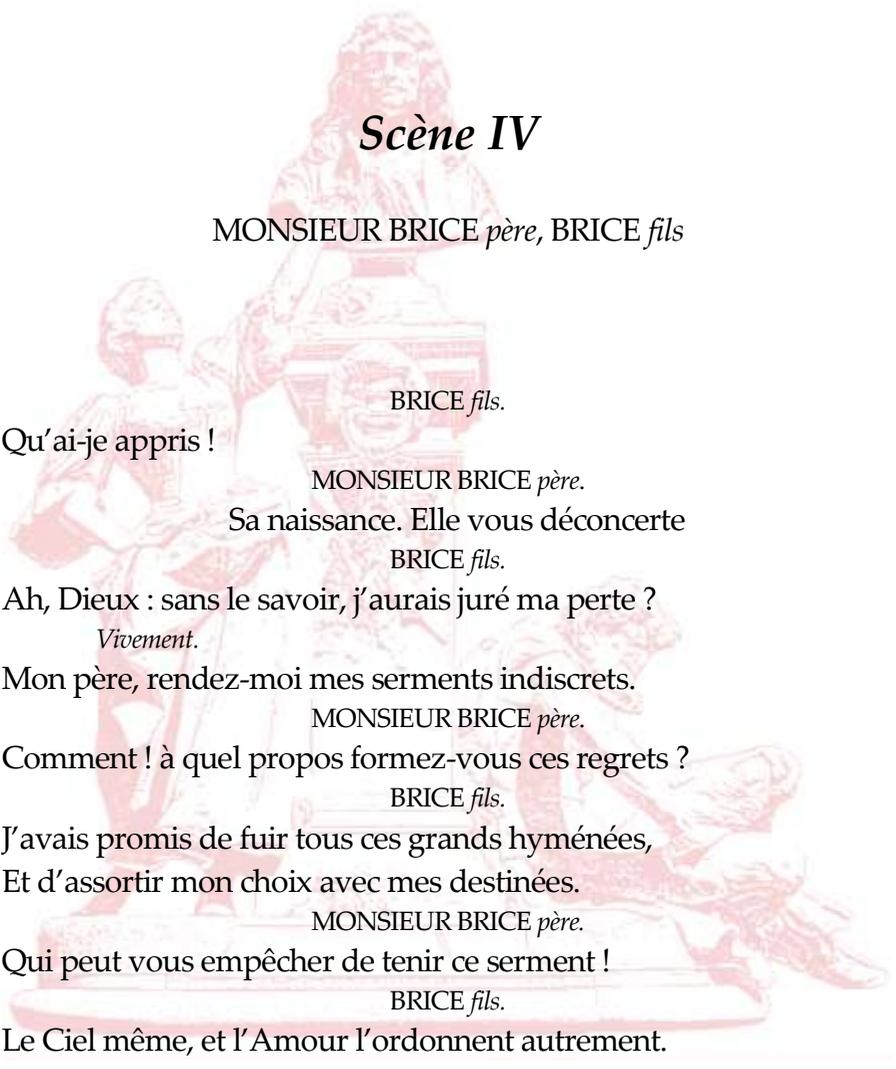 Scène IV
MONSIEUR BRICE père, BRICE fils
BRICE fils.
Qu’ai-je appris !
MONSIEUR BRICE père.
Sa naissance. Elle vous déconcerte
BRICE fils.
Ah, Dieux : sans le savoir, j’aurais juré ma perte ?
Vivement.
Mon père, rendez-moi mes serments indiscrets.
MONSIEUR BRICE père.
Comment ! à quel propos formez-vous ces regrets ?
BRICE fils.
J’avais promis de fuir tous ces grands hyménées,
Et d’assortir mon choix avec mes destinées.
MONSIEUR BRICE père.
Qui peut vous empêcher de tenir ce serment !
BRICE fils.
Le Ciel même, et l’Amour l’ordonnent autrement.